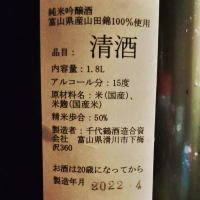 純米吟醸酒
富山県産山田錦100%使用
品目： 清酒
内容量：1.8L
アルコール分：15度
原材料名：米(国産)、
米麹(国産米)
精米歩合：50%
製造者：千代鶴酒造合資
会社 富山県滑川市下梅
沢360
お酒は20歳になってから
製造年月 2022.4